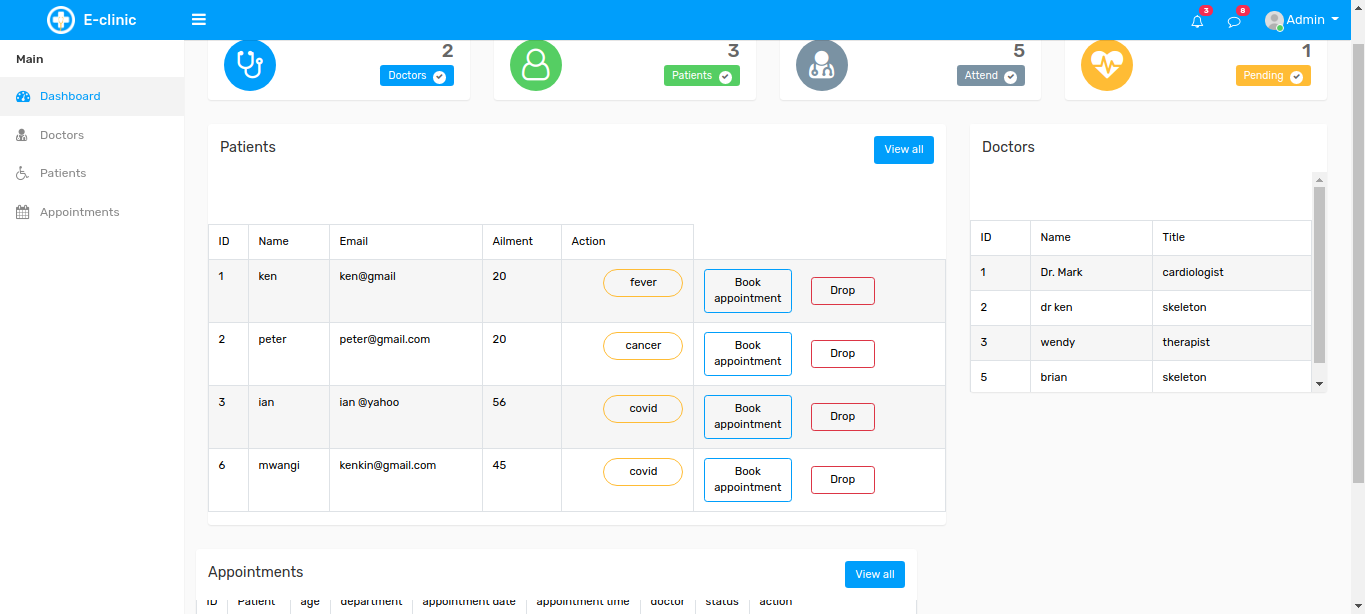 E-clinic
3
8
Admin
Main
Dashboard
Doctors
Patients
Appointments
2
Doctors
3
Patients
5
Attend
1
Pending
Patients
View all
ID Name Email Ailment Action
1 ken ken@gmail 20 fever Book appointment Drop
2 peter peter@gmail.com 20 cancer Book appointment Drop
3 ian ian @yahoo 56 covid Book appointment Drop
6 mwangi kenkin@gmail.com 45 covid Book appointment Drop
Doctors
ID Name Title
1 Dr. Mark cardiologist
2 dr ken skeleton
3 wendy therapist
5 brian skeleton
Appointments
View all
ID Patient age department appointment date appointment time doctor status action